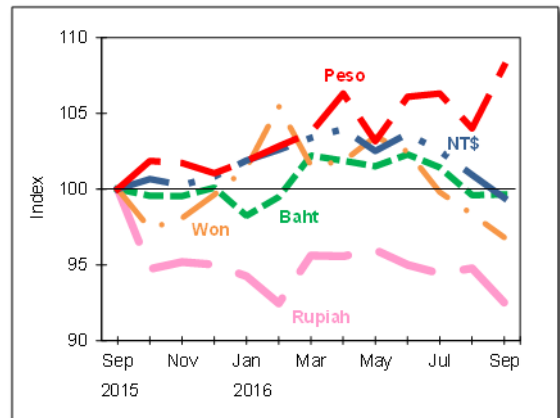 110
105
100
95
90
Index
Peso
NT$
Won
Baht
Rupiah
Sep Nov Jan Mar May Jul Sep
2015 2016